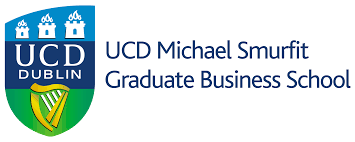 UCD
DUBLIN
UCD Michael Smurfit
Graduate Business School